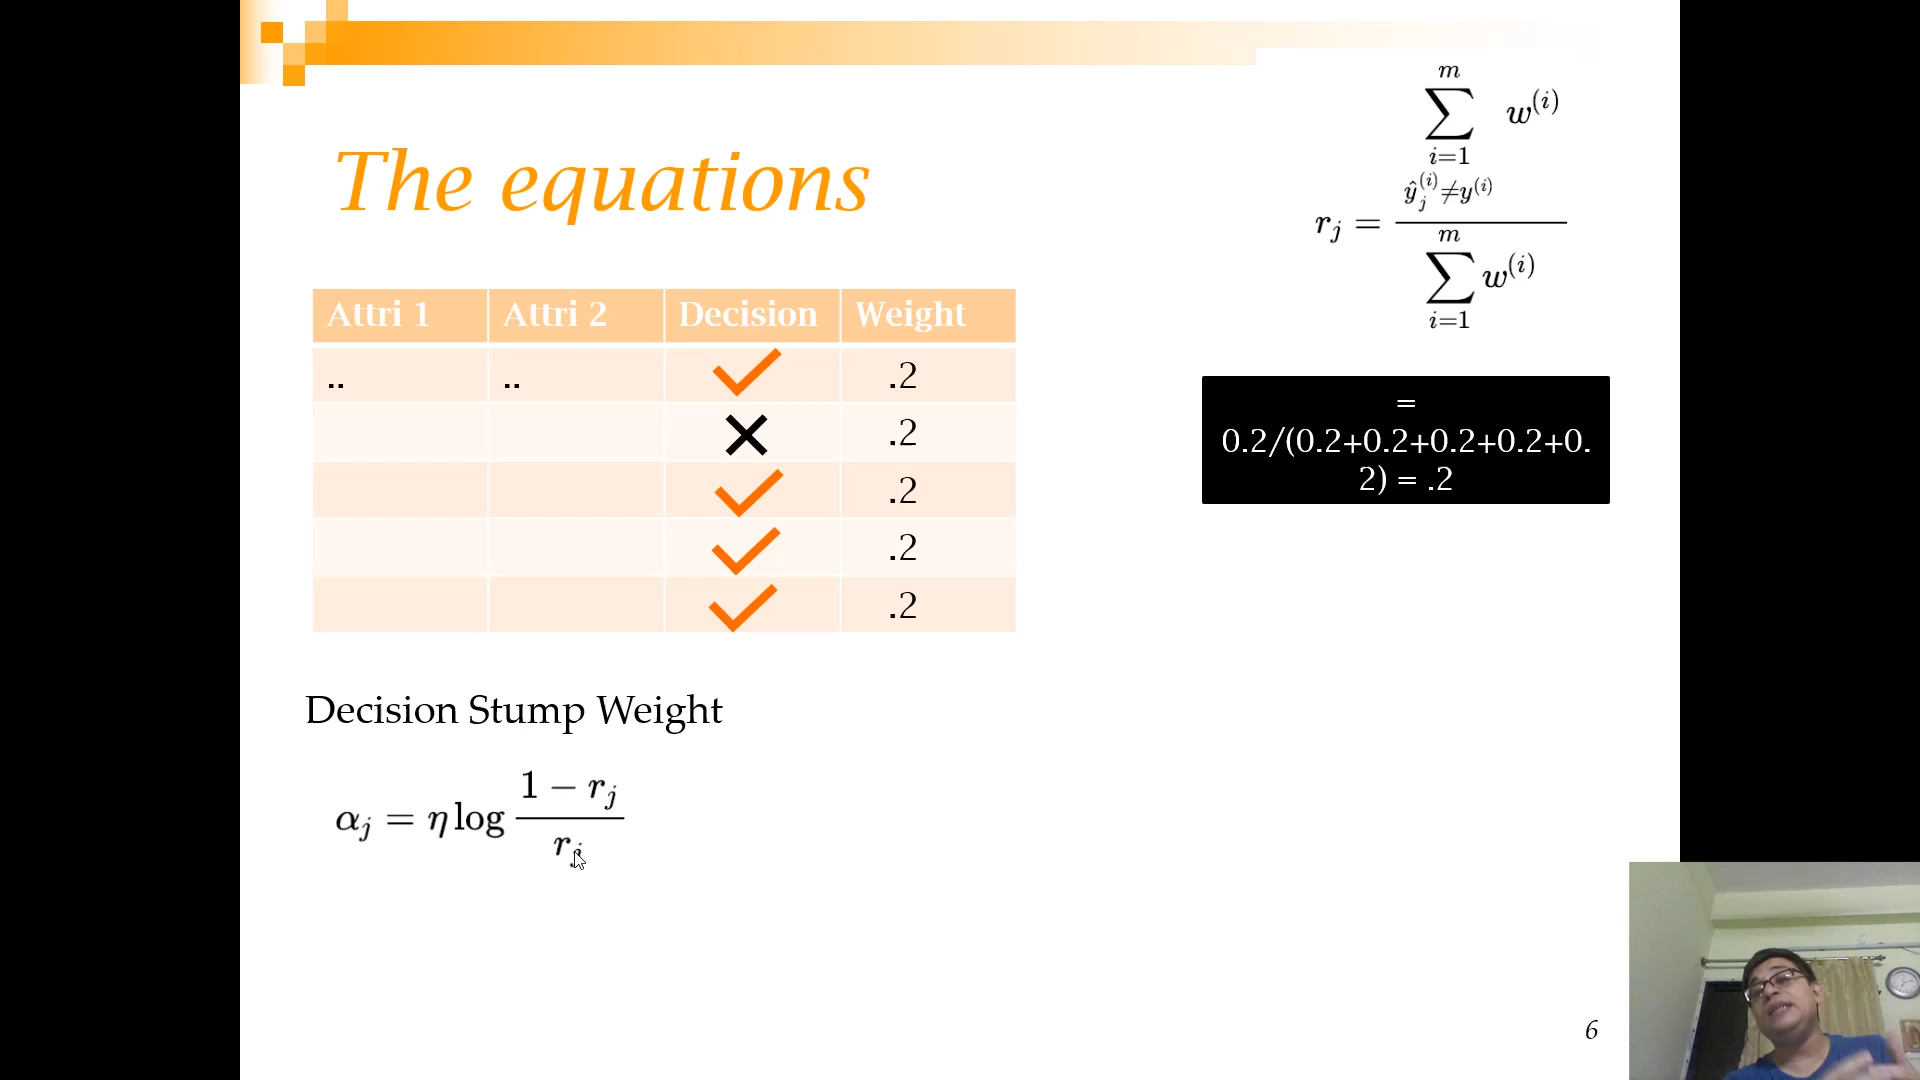 The equations
r_j = \frac{\sum_{i=1, \hat{y}_j^{(i)} \neq y^{(i)}}^{m} w^{(i)}}{\sum_{i=1}^{m} w^{(i)}}
Attri 1 Attri 2 Decision Weight
.. .. ✓ .2
✕ .2
✓ .2
✓ .2
✓ .2
=
0.2/(0.2+0.2+0.2+0.2+0.
2) = .2
Decision Stump Weight
α_j = η log \frac{1 − r_j}{r_j}
6